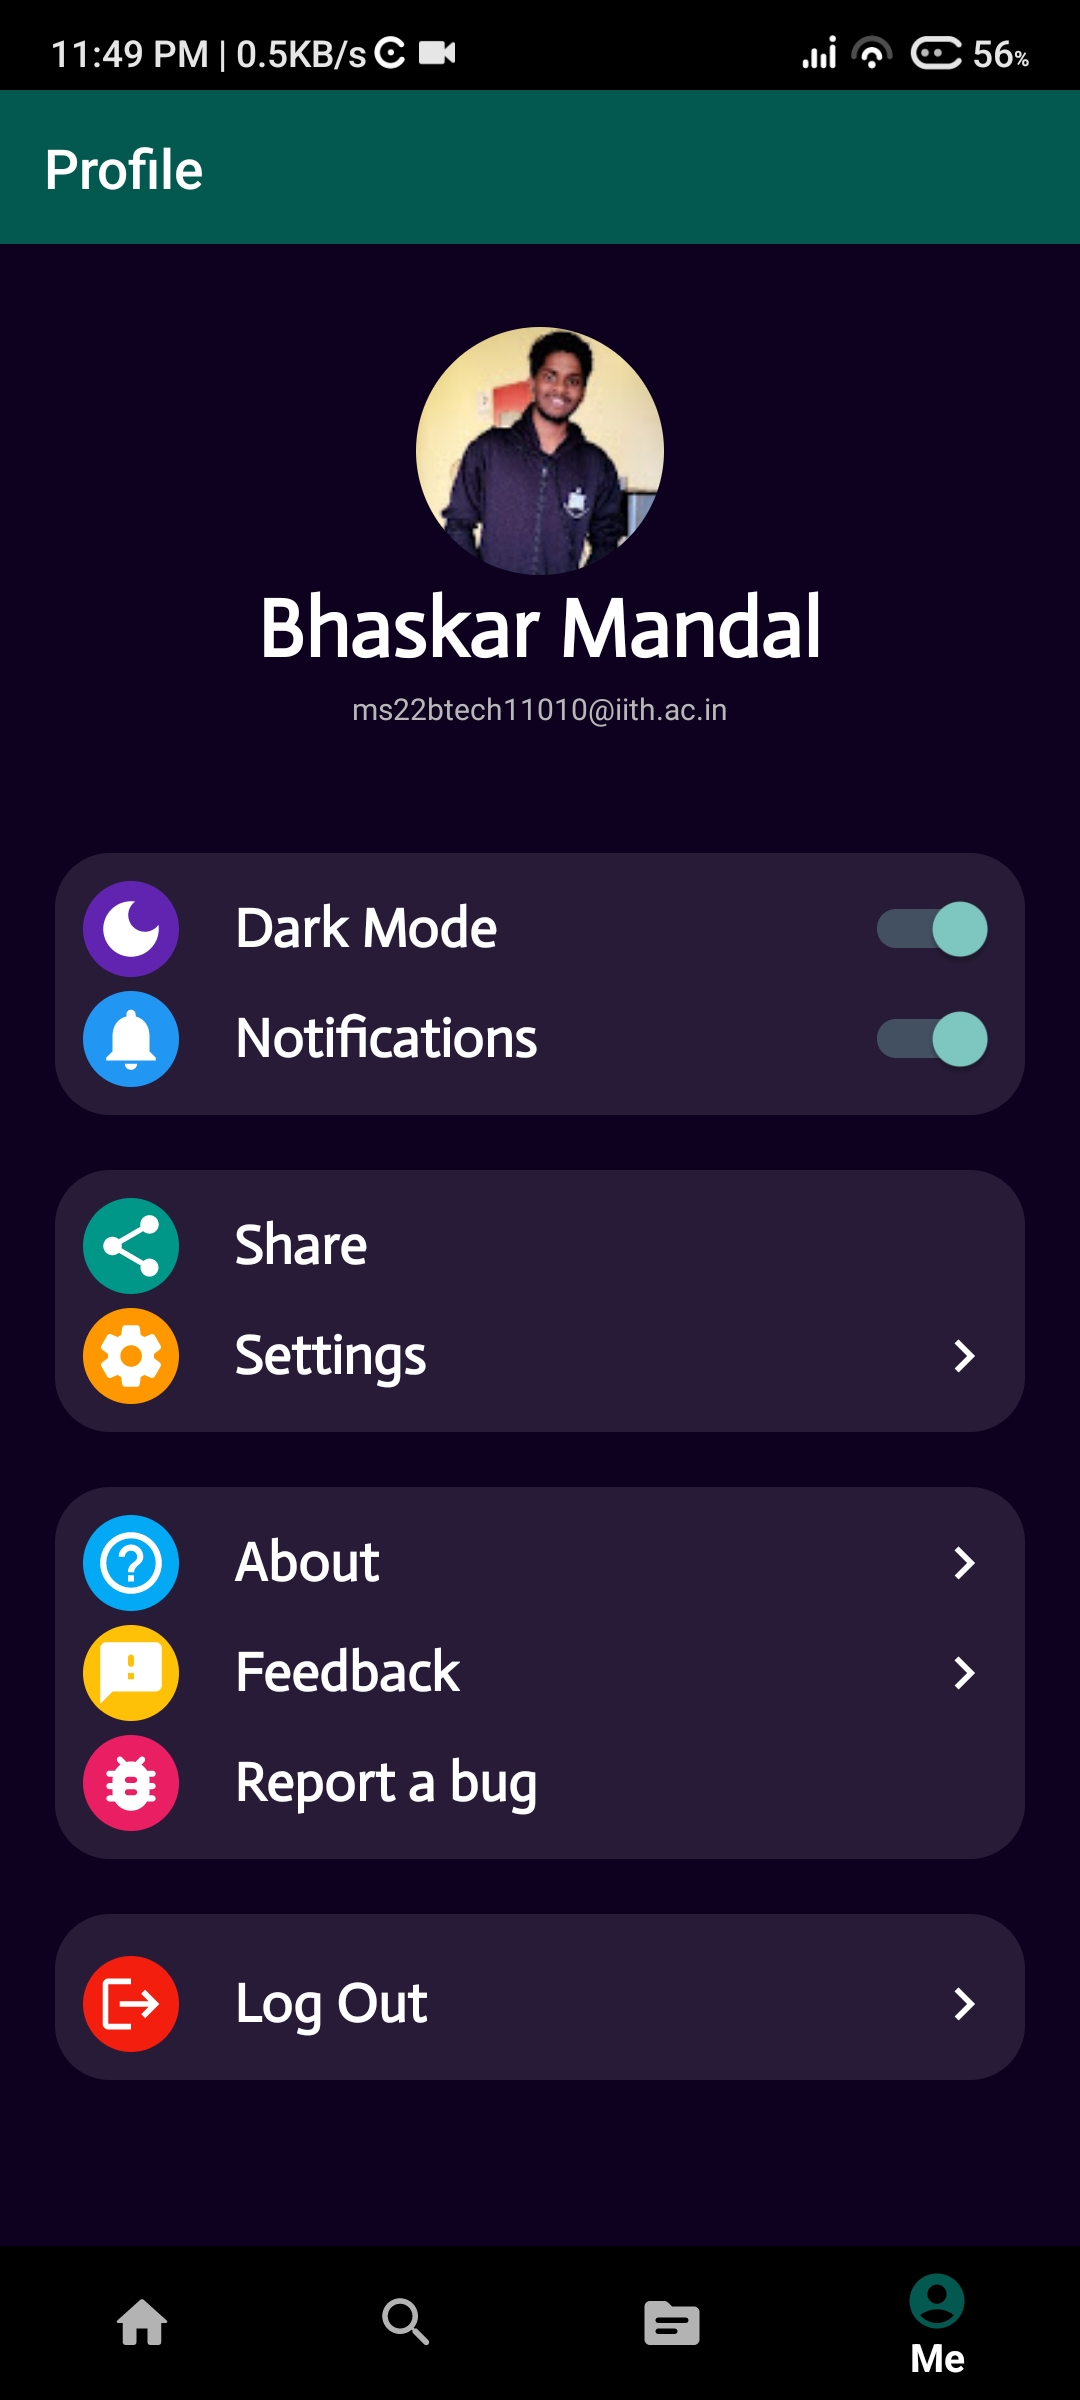 11:49 PM | 0.5KB/s 56%
Profile
Bhaskar Mandal
ms22btech11010@iith.ac.in
Dark Mode
Notifications
Share
Settings
About
Feedback
Report a bug
Log Out
Me